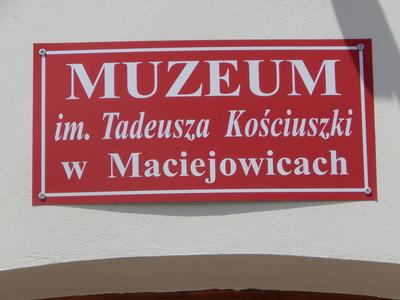 MUZEUM
im. Tadeusza Kościuszki
w Maciejowicach